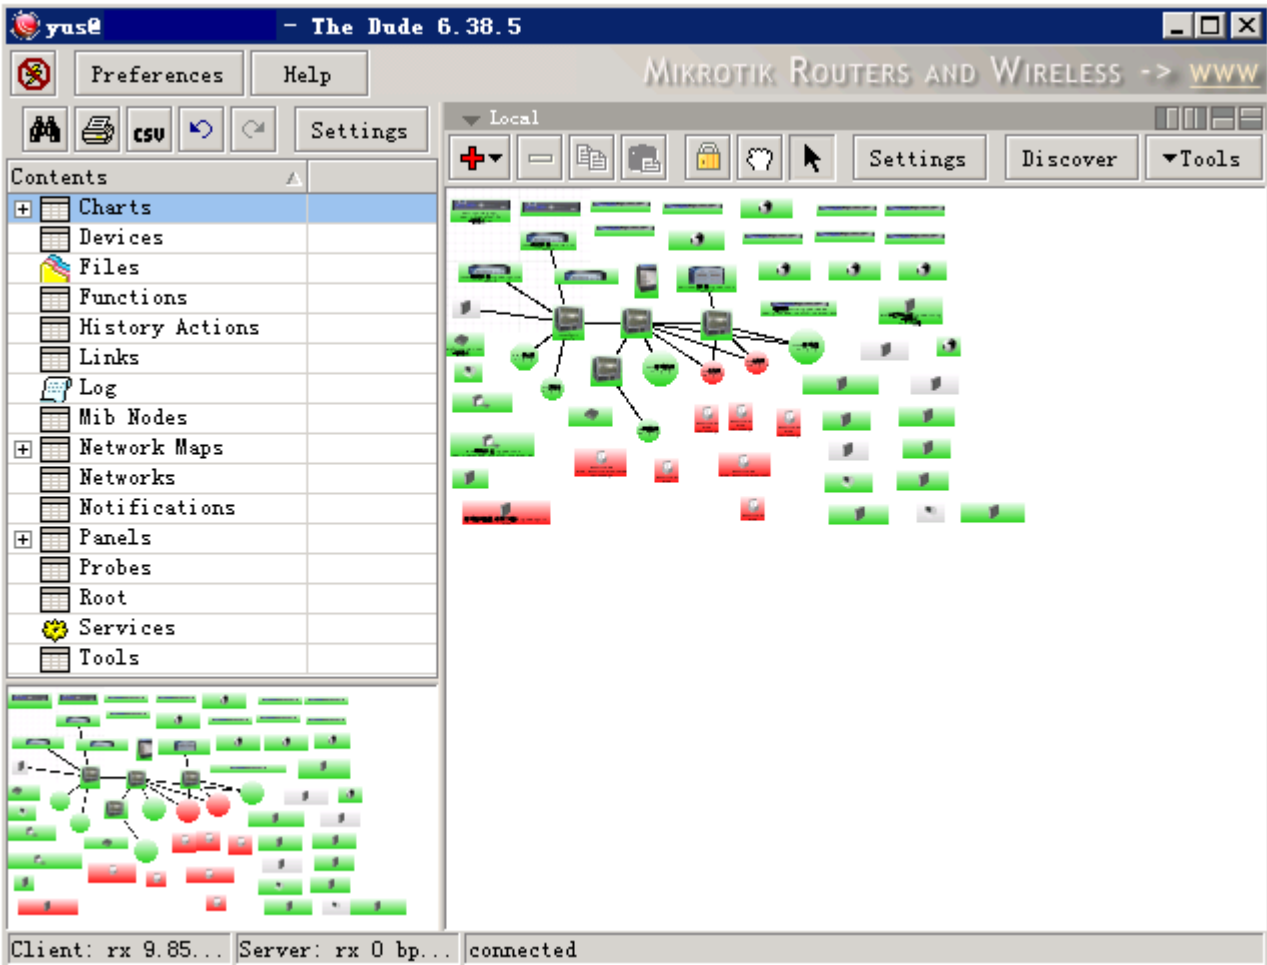 yus@ - The Dude 6.38.5
Preferences Help MIKROTIK ROUTERS AND WIRELESS -> WWW
CSV Settings
Local
Settings Discover Tools
Contents
Charts
Devices
Files
Functions
History Actions
Links
Log
Mib Nodes
Network Maps
Networks
Notifications
Panels
Probes
Root
Services
Tools
Client: rx 9.85... Server: rx 0 bp... connected